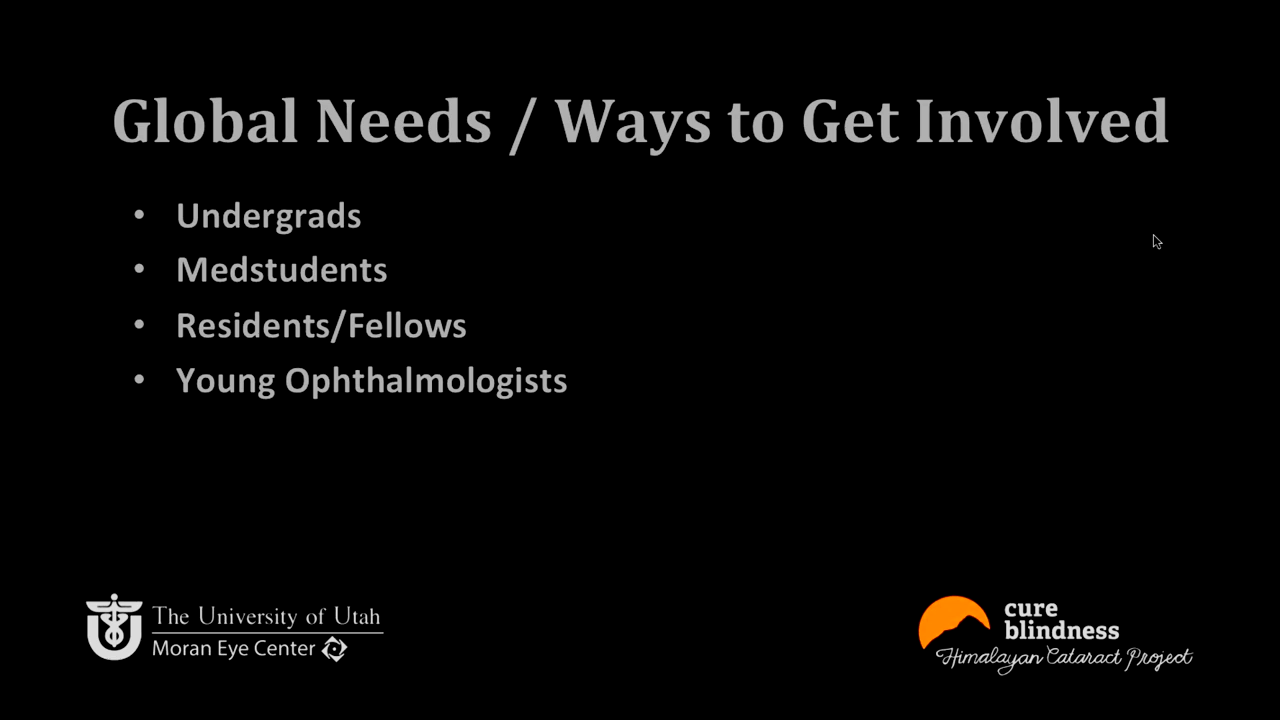 Global Needs / Ways to Get Involved
• Undergrads
• Medstudents
• Residents/Fellows
• Young Ophthalmologists
The University of Utah
Moran Eye Center
cure
blindness
Himalayan Cataract Project